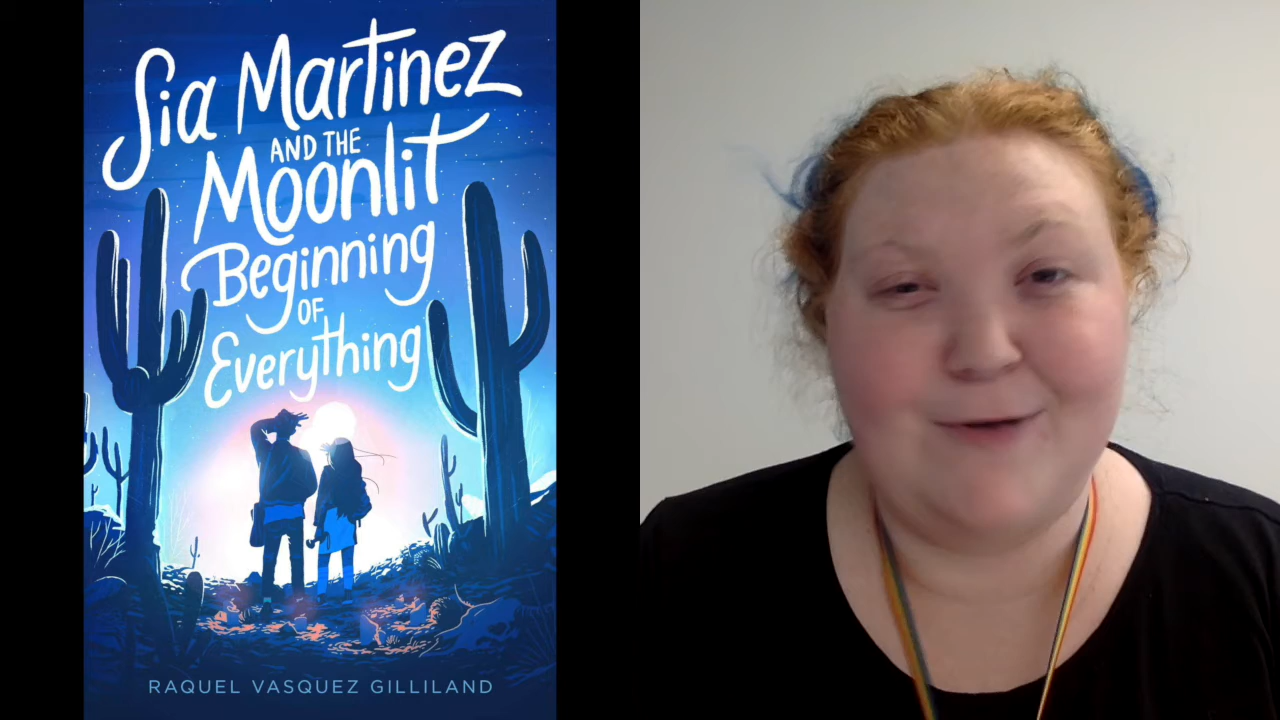 Sia Martinez
AND THE
Moonlit
Beginning
OF
Everything
RAQUEL VASQUEZ GILLILAND